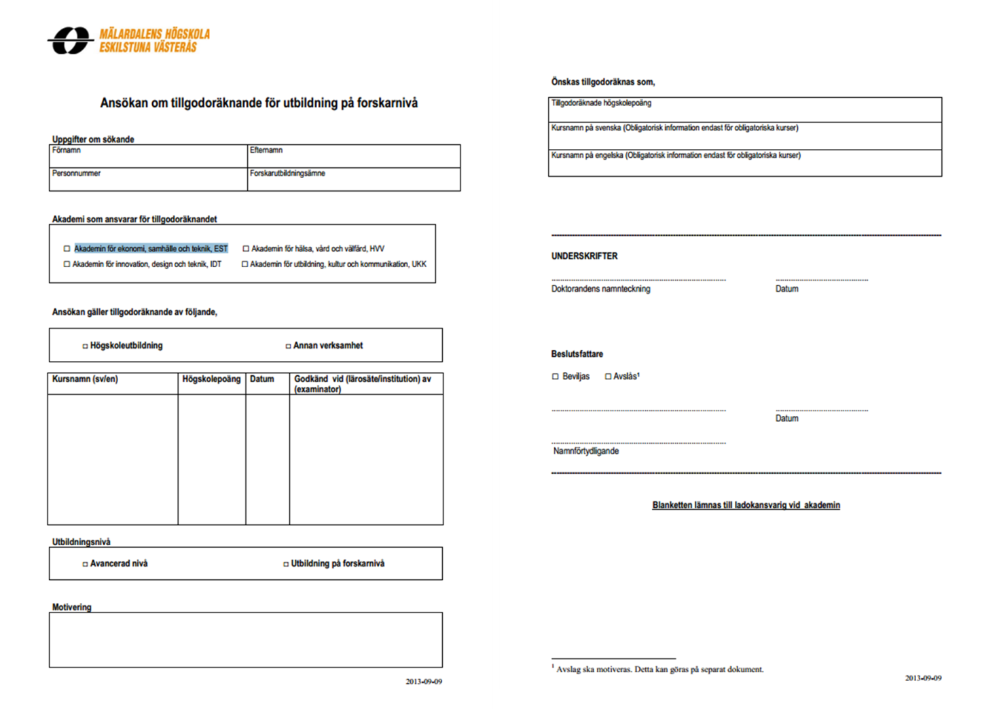 MÄLARDALENS HÖGSKOLA
ESKILSTUNA VÄSTERÅS
Ansökan om tillgodoräknande för utbildning på forskarnivå
Uppgifter om sökande
Förnamn
Efternamn
Personnummer
Forskarutbildningsämne
Akademi som ansvarar för tillgodoräknandet
Akademin för ekonomi, samhälle och teknik, EST
Akademin för hälsa, vård och välfärd, HVV
Akademin för innovation, design och teknik, IDT
Akademin för utbildning, kultur och kommunikation, UKK
Ansökan gäller tillgodoräknande av följande,
Högskoleutbildning
Annan verksamhet
Kursnamn (sv/en)
Högskolepoäng
Datum
Godkänd vid (lärosäte/institution) av
(examinator)
Utbildningsnivå
Avancerad nivå
Utbildning på forskarnivå
Motivering
2013-09-09
Önskas tillgodoräknas som,
Tillgodoräknade högskolepoäng
Kursnamn på svenska (Obligatorisk information endast för obligatoriska kurser)
Kursnamn på engelska (Obligatorisk information endast för obligatoriska kurser)
UNDERSKRIFTER
Doktorandens namnteckning
Datum
Beslutsfattare
Beviljas
Avslås¹
Datum
Namnförtydligande
Blanketten lämnas till ladokansvarig vid akademin
¹ Avslag ska motiveras. Detta kan göras på separat dokument.
2013-09-09